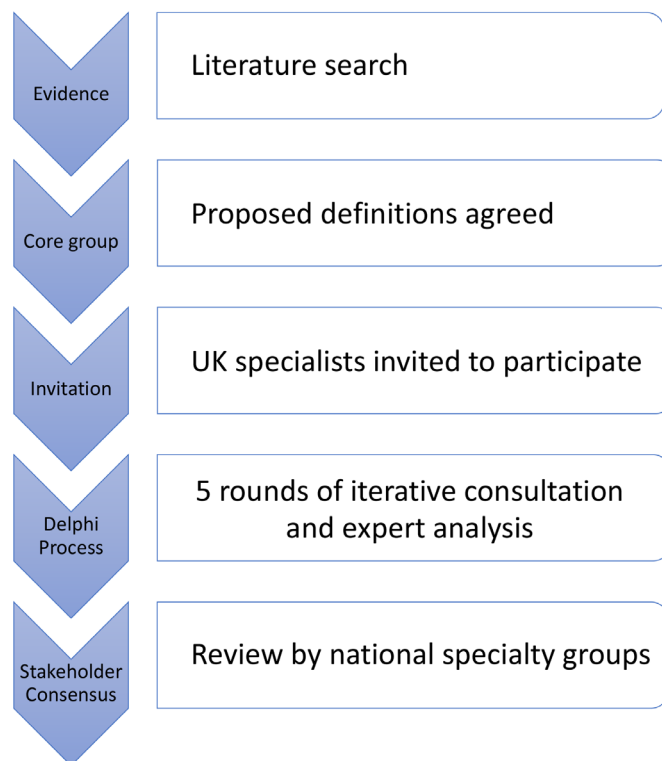 Evidence
Literature search
Core group
Proposed definitions agreed
Invitation
UK specialists invited to participate
Delphi
Process
5 rounds of iterative consultation
and expert analysis
Stakeholder
Consensus
Review by national specialty groups